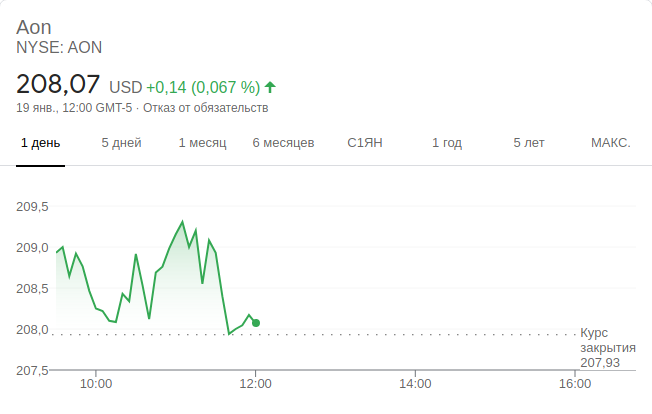 Aon
NYSE: AON
208,07 USD +0,14 (0,067 %)
19 янв., 12:00 GMT-5 · Отказ от обязательств
1 день 5 дней 1 месяц 6 месяцев С1ЯН 1 год 5 лет МАКС.
209,5
209,0
208,5
208,0
Курс
закрытия
207,93
207,5
10:00 12:00 14:00 16:00